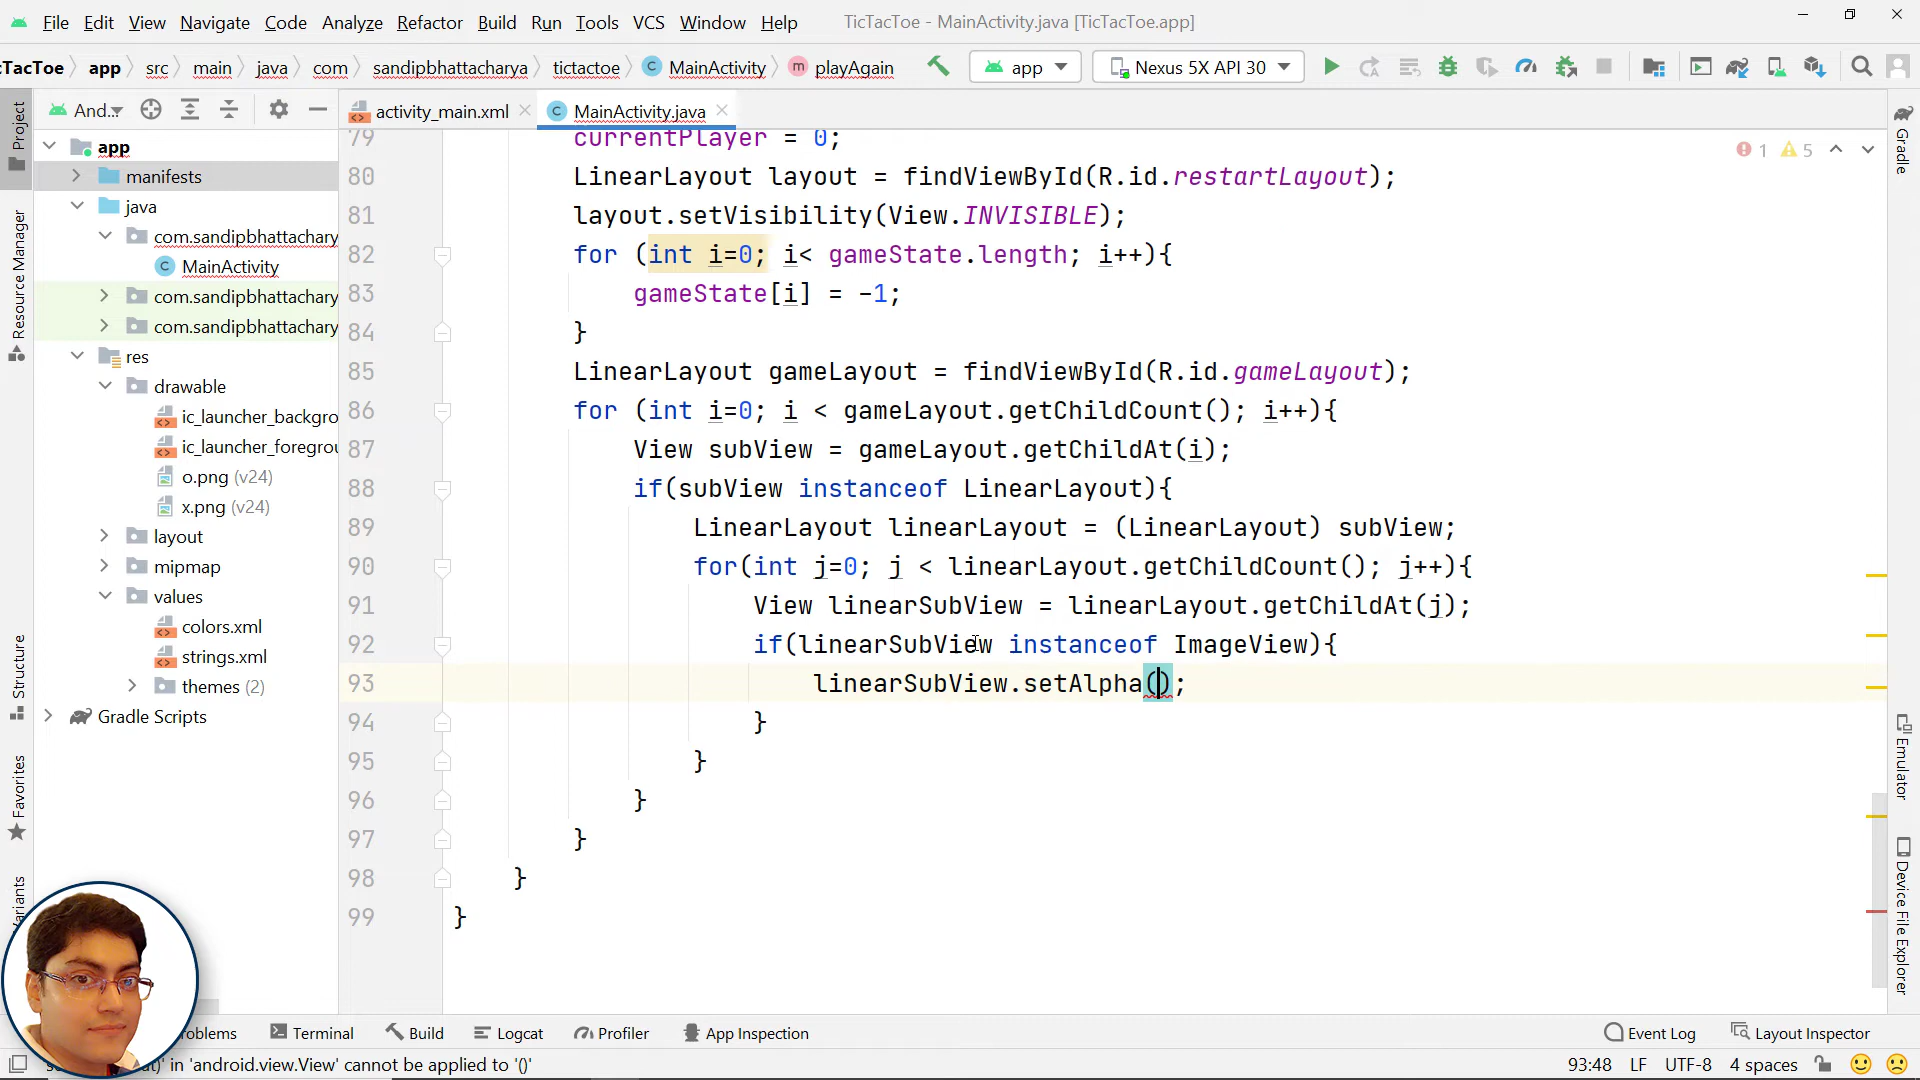 File Edit View Navigate Code Analyze Refactor Build Run Tools VCS Window Help TicTacToe - MainActivity.java [TicTacToe.app]
cTacToe app src main java com sandipbhattacharya tictactoe MainActivity playAgain app Nexus 5X API 30
And... activity_main.xml MainActivity.java
Project
Resource Manager
Structure
Favorites
app
manifests
java
com.sandipbhattachary
MainActivity
com.sandipbhattachary
com.sandipbhattachary
res
drawable
ic_launcher_backgro
ic_launcher_foregrou
o.png (v24)
x.png (v24)
layout
mipmap
values
colors.xml
strings.xml
themes (2)
Gradle Scripts
1 5
79 currentPlayer = 0;
80 LinearLayout layout = findViewById(R.id.restartLayout);
81 layout.setVisibility(View.INVISIBLE);
82 for (int i=0; i< gameState.length; i++){
83 gameState[i] = -1;
84 }
85 LinearLayout gameLayout = findViewById(R.id.gameLayout);
86 for (int i=0; i < gameLayout.getChildCount(); i++){
87 View subView = gameLayout.getChildAt(i);
88 if(subView instanceof LinearLayout){
89 LinearLayout linearLayout = (LinearLayout) subView;
90 for(int j=0; j < linearLayout.getChildCount(); j++){
91 View linearSubView = linearLayout.getChildAt(j);
92 if(linearSubView instanceof ImageView){
93 linearSubView.setAlpha();
94 }
95 }
96 }
97 }
98 }
99 }
Gradle
Emulator
Device File Explorer
roblems Terminal Build Logcat Profiler App Inspection Event Log Layout Inspector
in 'android.view.View' cannot be applied to '()' 93:48 LF UTF-8 4 spaces